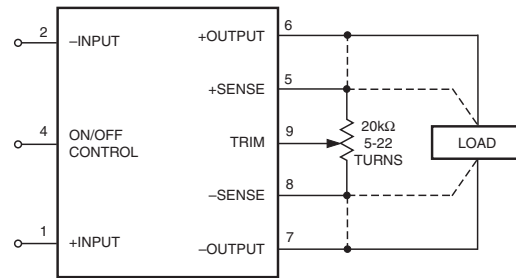 2
–INPUT
4
ON/OFF
CONTROL
1
+INPUT
+OUTPUT
6
+SENSE
5
TRIM
9
–SENSE
8
–OUTPUT
7
20kΩ
5-22
TURNS
LOAD